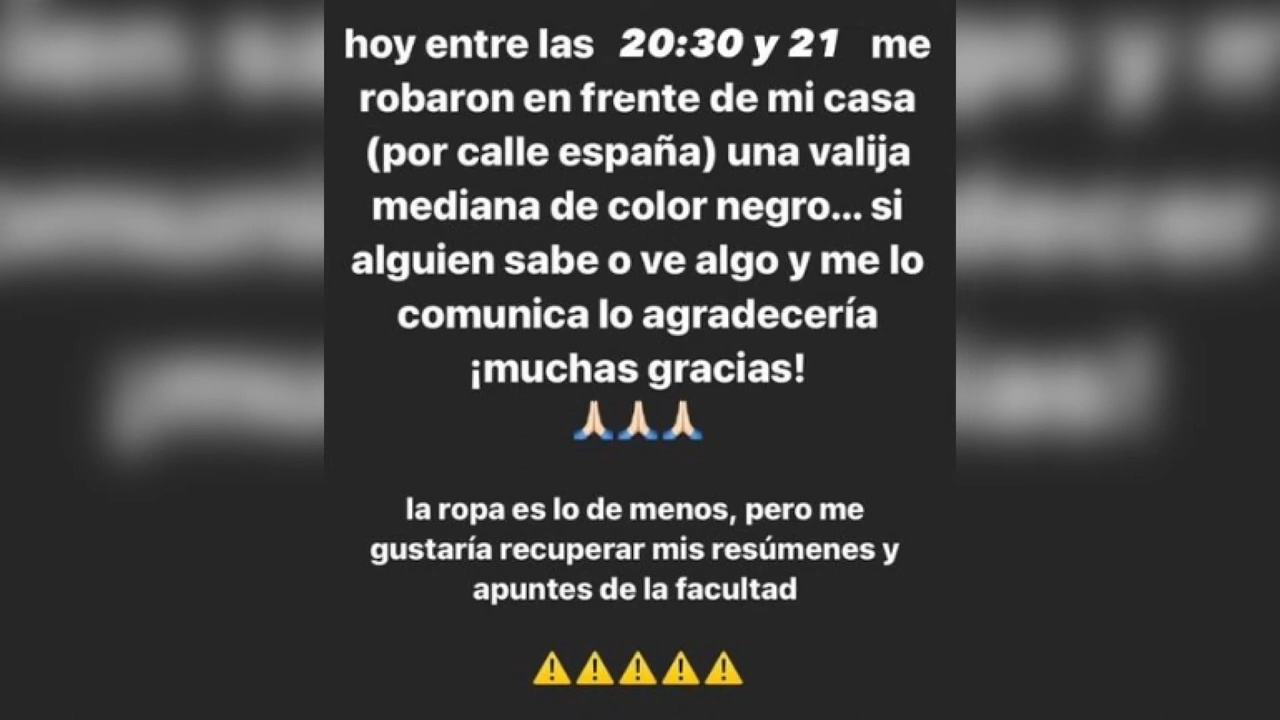 hoy entre las 20:30 y 21 me
robaron en frente de mi casa
(por calle españa) una valija
mediana de color negro... si
alguien sabe o ve algo y me lo
comunica lo agradecería
¡muchas gracias!
🙏🏻🙏🏻🙏🏻
la ropa es lo de menos, pero me
gustaría recuperar mis resúmenes y
apuntes de la facultad
⚠️⚠️⚠️⚠️⚠️